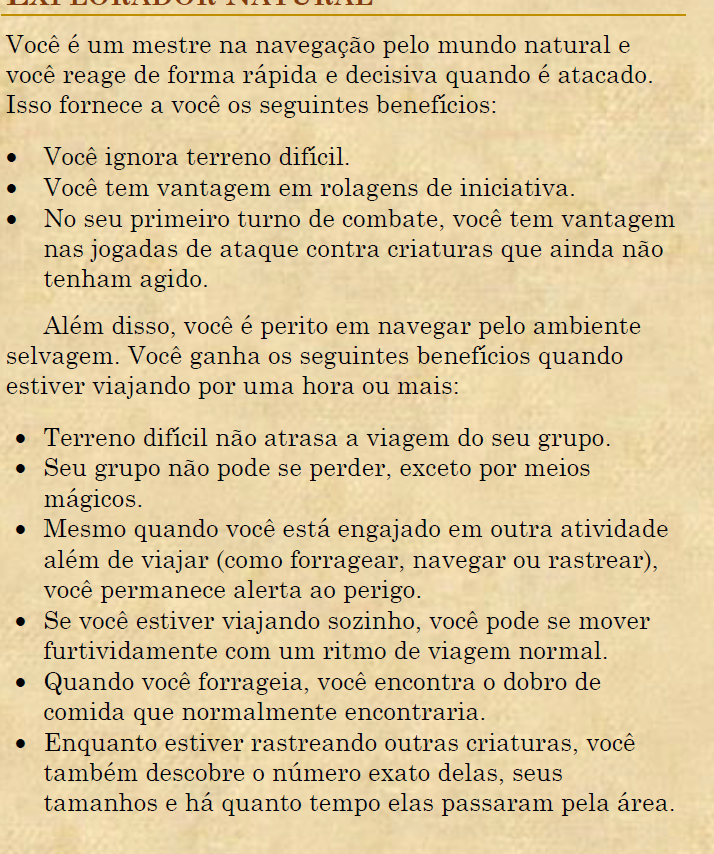 EXPLORADOR NATURAL
Você é um mestre na navegação pelo mundo natural e
você reage de forma rápida e decisiva quando é atacado.
Isso fornece a você os seguintes benefícios:
• Você ignora terreno difícil.
• Você tem vantagem em rolagens de iniciativa.
• No seu primeiro turno de combate, você tem vantagem
nas jogadas de ataque contra criaturas que ainda não
tenham agido.
Além disso, você é perito em navegar pelo ambiente
selvagem. Você ganha os seguintes benefícios quando
estiver viajando por uma hora ou mais:
• Terreno difícil não atrasa a viagem do seu grupo.
• Seu grupo não pode se perder, exceto por meios
mágicos.
• Mesmo quando você está engajado em outra atividade
além de viajar (como forragear, navegar ou rastrear),
você permanece alerta ao perigo.
• Se você estiver viajando sozinho, você pode se mover
furtividamente com um ritmo de viagem normal.
• Quando você forrageia, você encontra o dobro de
comida que normalmente encontraria.
• Enquanto estiver rastreando outras criaturas, você
também descobre o número exato delas, seus
tamanhos e há quanto tempo elas passaram pela área.